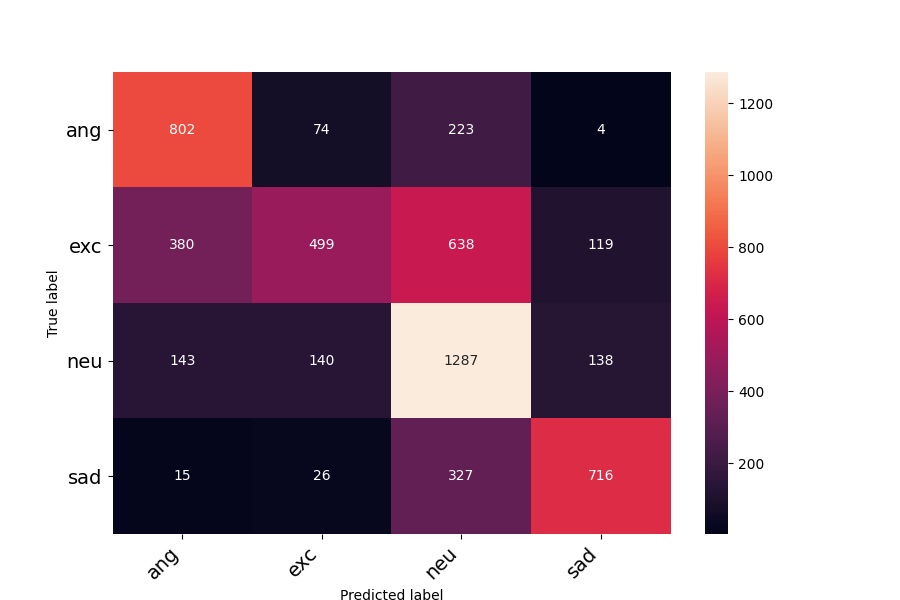 1200
ang 802 74 223 4
1000
exc 380 499 638 119
800
True label
600
neu 143 140 1287 138
400
sad 15 26 327 716
200
ang exc neu sad
Predicted label